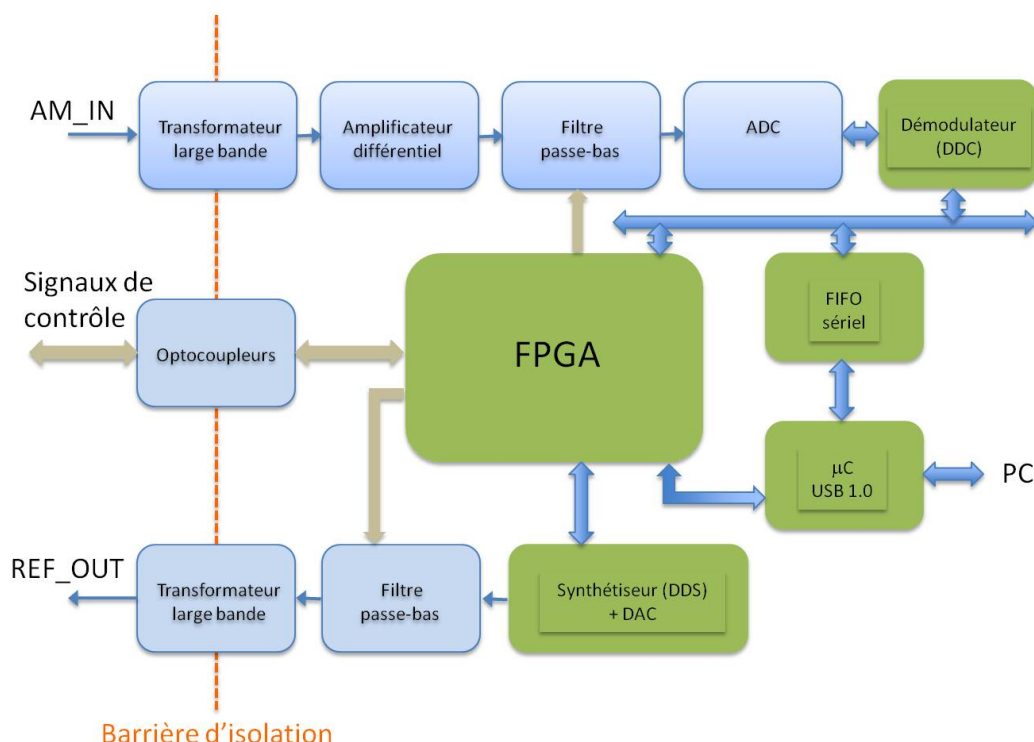 AM_IN
Transformateur
large bande
Amplificateur
différentiel
Filtre
passe-bas
ADC
Démodulateur
(DDC)
Signaux de
contrôle
Optocoupleurs
FPGA
FIFO
sériel
µC
USB 1.0
PC
REF_OUT
Transformateur
large bande
Filtre
passe-bas
Synthétiseur (DDS)
+ DAC
Barrière d'isolation